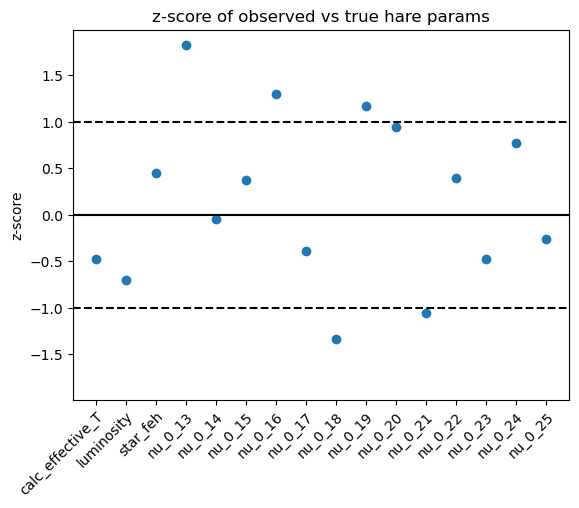 z-score of observed vs true hare params
z-score
1.5
1.0
0.5
0.0
−0.5
−1.0
−1.5
calc_effective_T
luminosity
star_feh
nu_0_13
nu_0_14
nu_0_15
nu_0_16
nu_0_17
nu_0_18
nu_0_19
nu_0_20
nu_0_21
nu_0_22
nu_0_23
nu_0_24
nu_0_25